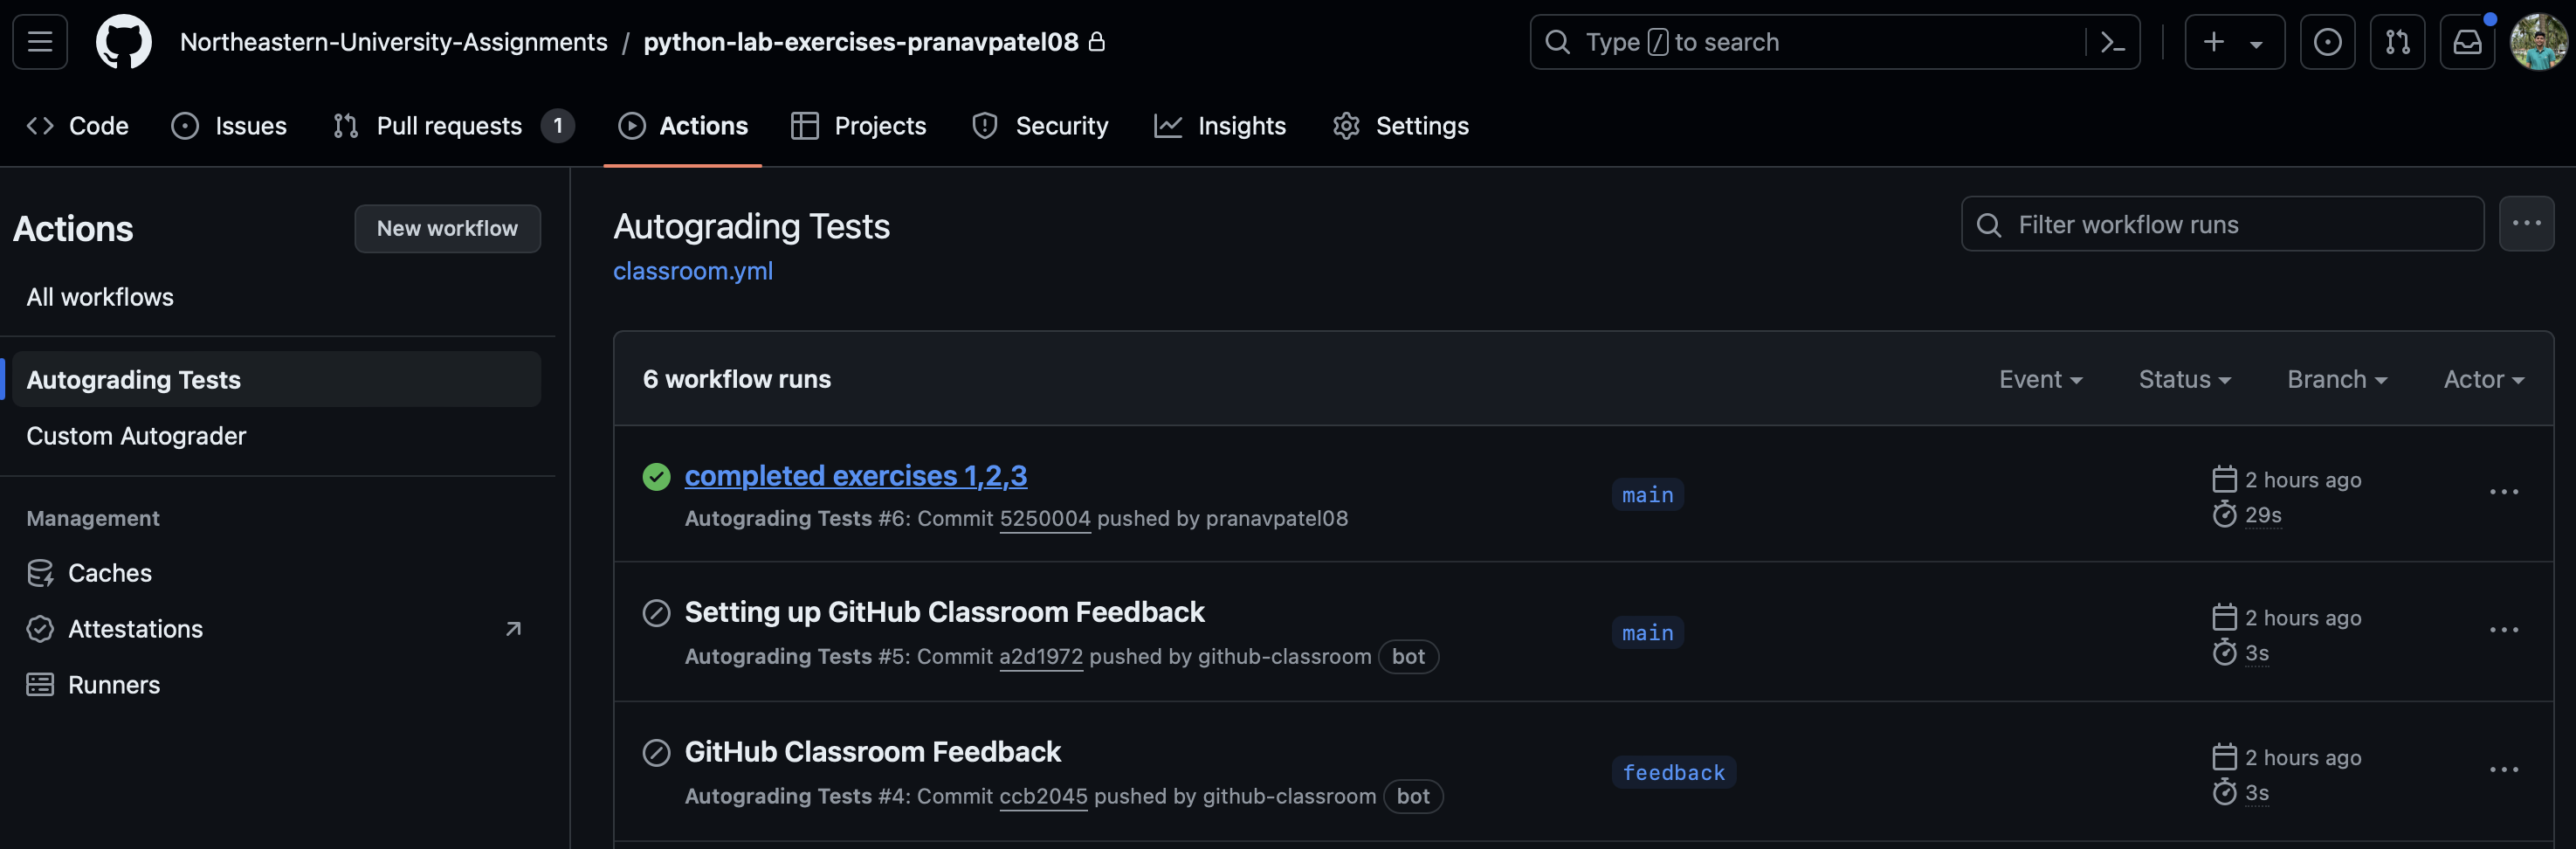 Northeastern-University-Assignments / python-lab-exercises-pranavpatel08
Type / to search
Code
Issues
Pull requests 1
Actions
Projects
Security
Insights
Settings
Actions
New workflow
All workflows
Autograding Tests
Custom Autograder
Management
Caches
Attestations
Runners
Autograding Tests
classroom.yml
Filter workflow runs
6 workflow runs
Event
Status
Branch
Actor
completed exercises 1,2,3
Autograding Tests #6: Commit 5250004 pushed by pranavpatel08
main
2 hours ago
29s
Setting up GitHub Classroom Feedback
Autograding Tests #5: Commit a2d1972 pushed by github-classroom bot
main
2 hours ago
3s
GitHub Classroom Feedback
Autograding Tests #4: Commit ccb2045 pushed by github-classroom bot
feedback
2 hours ago
3s